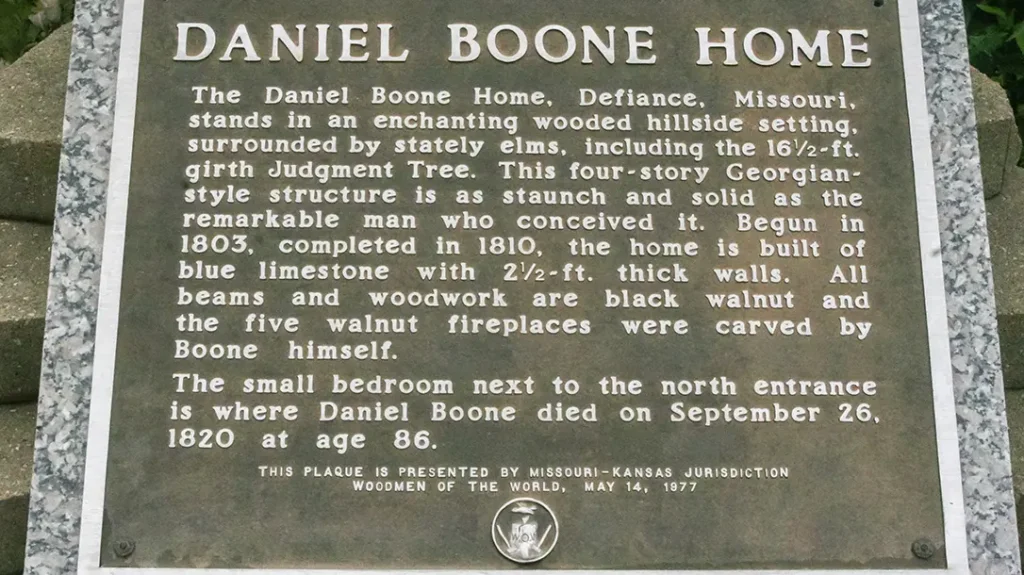 DANIEL BOONE HOME
The Daniel Boone Home, Defiance, Missouri,
stands in an enchanting wooded hillside setting,
surrounded by stately elms, including the 16½-ft.
girth Judgment Tree. This four-story Georgian-
style structure is as staunch and solid as the
remarkable man who conceived it. Begun in
1803, completed in 1810, the home is built of
blue limestone with 2½-ft. thick walls. All
beams and woodwork are black walnut and
the five walnut fireplaces were carved by
Boone himself.
The small bedroom next to the north entrance
is where Daniel Boone died on September 26,
1820 at age 86.
THIS PLAQUE IS PRESENTED BY MISSOURI-KANSAS JURISDICTION
WOODMEN OF THE WORLD, MAY 14, 1977